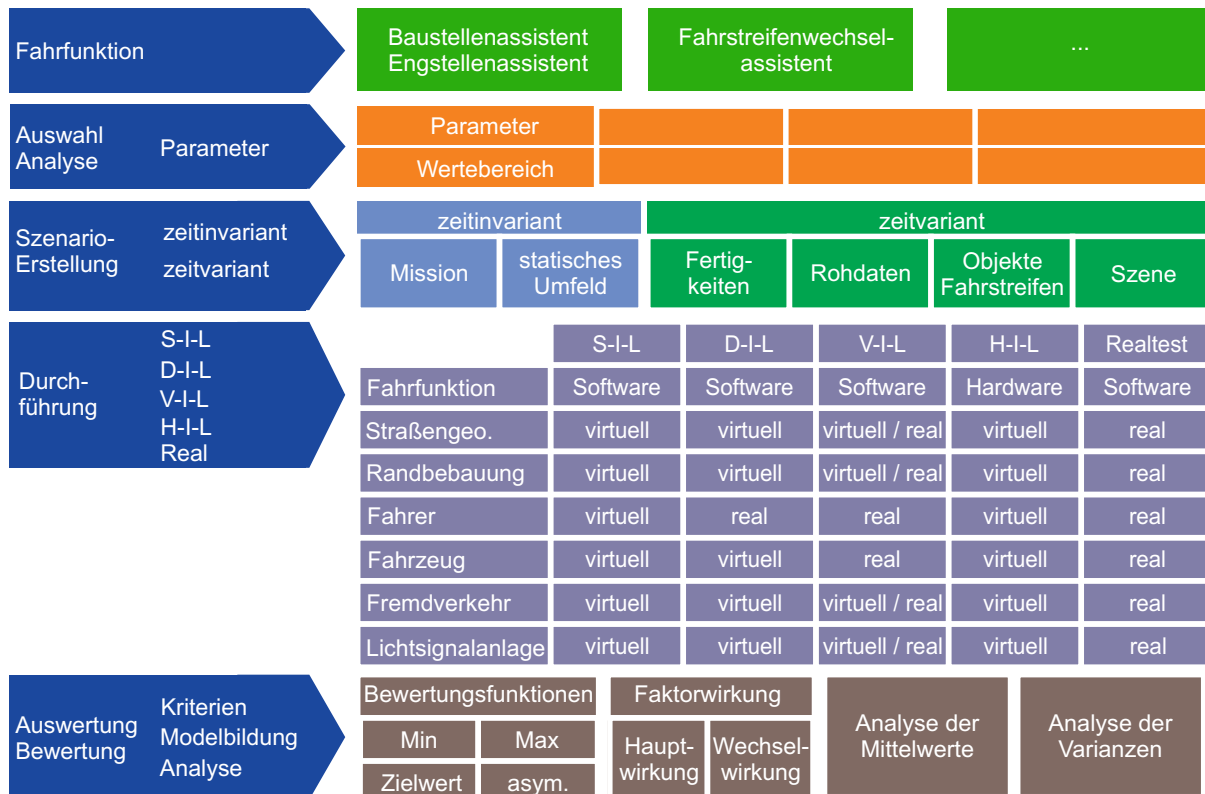 Fahrfunktion
Baustellenassistent
Engstellenassistent
Fahrstreifenwechsel-
assistent
...
Auswahl
Analyse
Parameter
Parameter
Wertebereich
Szenario-
Erstellung
zeitinvariant
zeitvariant
zeitinvariant
zeitvariant
Mission
statisches
Umfeld
Fertig-
keiten
Rohdaten
Objekte
Fahrstreifen
Szene
Durch-
führung
S-I-L
D-I-L
V-I-L
H-I-L
Real
S-I-L D-I-L V-I-L H-I-L Realtest
Fahrfunktion Software Software Software Hardware Software
Straßengeo. virtuell virtuell virtuell / real virtuell real
Randbebauung virtuell virtuell virtuell / real virtuell real
Fahrer virtuell real real virtuell real
Fahrzeug virtuell virtuell real virtuell real
Fremdverkehr virtuell virtuell virtuell / real virtuell real
Lichtsignalanlage virtuell virtuell virtuell / real virtuell real
Auswertung
Bewertung
Kriterien
Modelbildung
Analyse
Bewertungsfunktionen
Min Max
Zielwert asym.
Faktorwirkung
Haupt-
wirkung
Wechsel-
wirkung
Analyse der
Mittelwerte
Analyse der
Varianzen